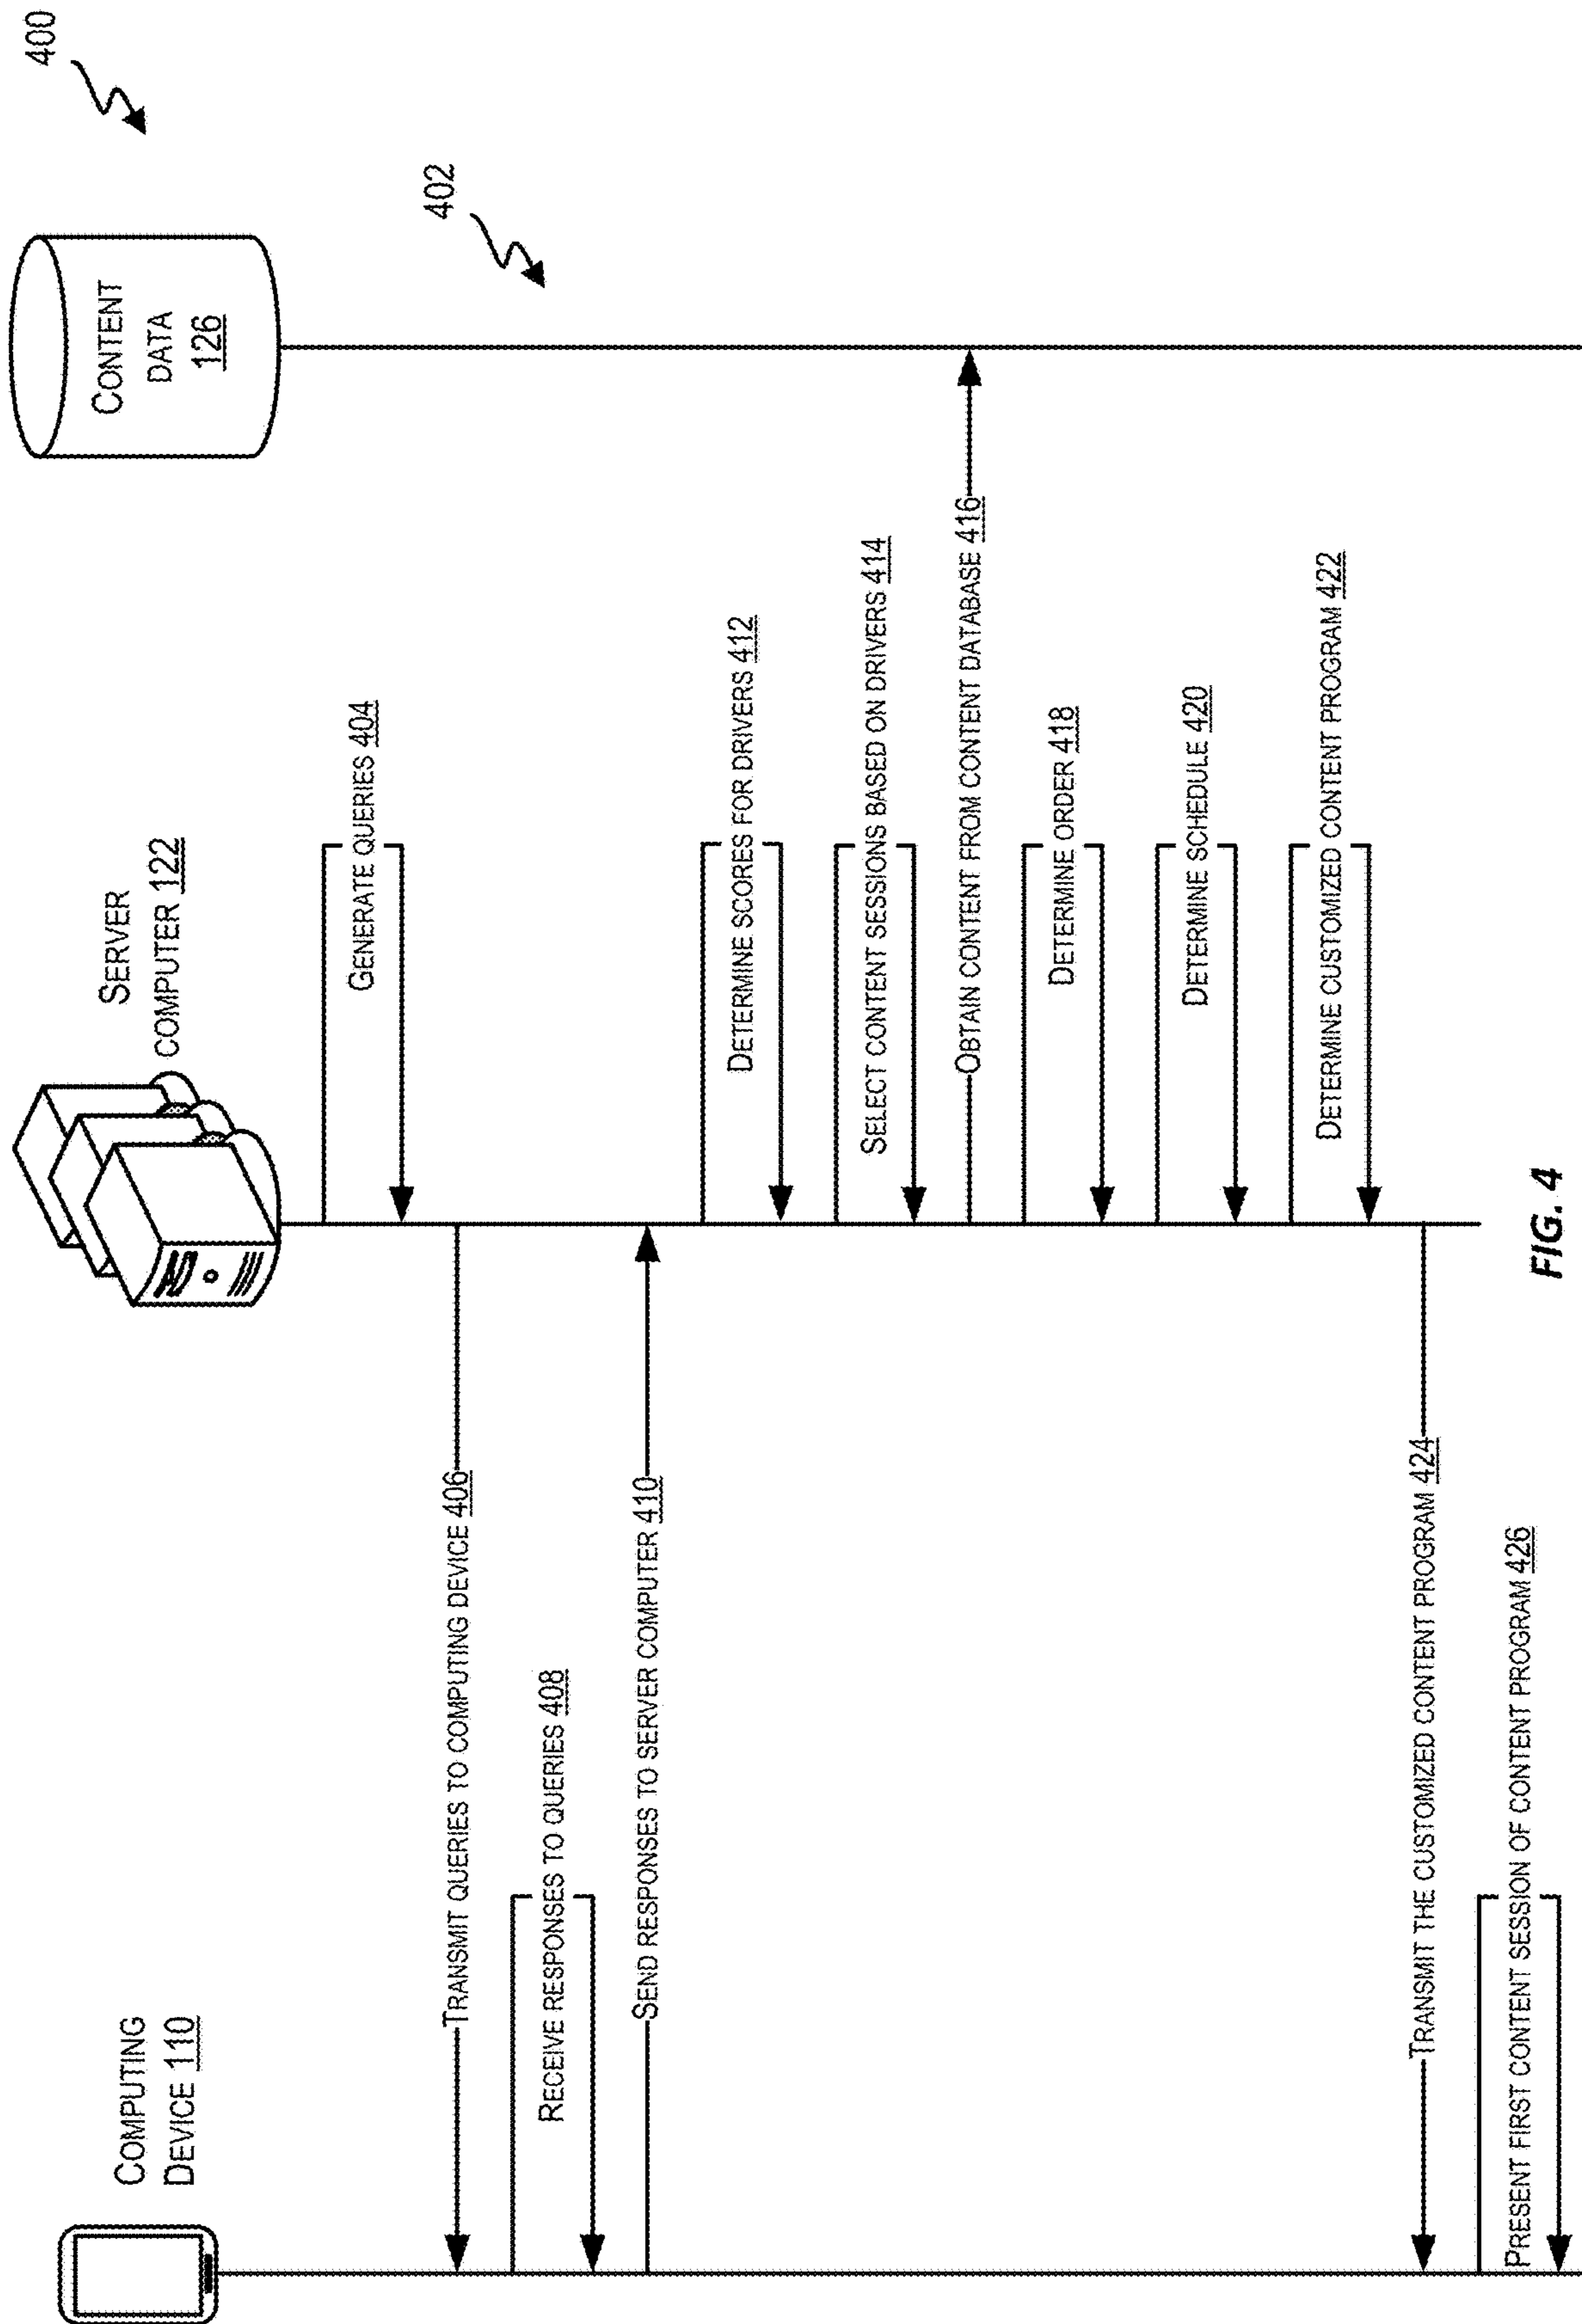 400
402
COMPUTING
DEVICE 110
SERVER
COMPUTER 122
CONTENT
DATA
126
GENERATE QUERIES 404
TRANSMIT QUERIES TO COMPUTING DEVICE 406
RECEIVE RESPONSES TO QUERIES 408
SEND RESPONSES TO SERVER COMPUTER 410
DETERMINE SCORES FOR DRIVERS 412
SELECT CONTENT SESSIONS BASED ON DRIVERS 414
OBTAIN CONTENT FROM CONTENT DATABASE 416
DETERMINE ORDER 418
DETERMINE SCHEDULE 420
DETERMINE CUSTOMIZED CONTENT PROGRAM 422
TRANSMIT THE CUSTOMIZED CONTENT PROGRAM 424
PRESENT FIRST CONTENT SESSION OF CONTENT PROGRAM 426
FIG. 4